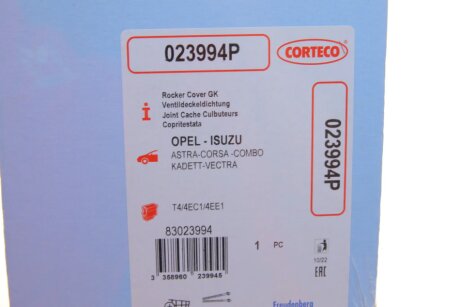 023994P
CORTECO
Rocker Cover GK
Ventildeckeldichtung
Joint Cache Culbuteurs
Copritestata
OPEL - ISUZU
ASTRA-CORSA-COMBO
KADETT-VECTRA
023994P
T4/4EC1/4EE1
83023994
1 PC
10/22
EAC
3 358960 239945
Freudenberg